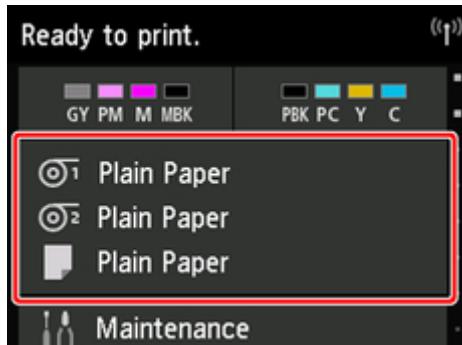 Ready to print.
GY PM M MBK PBK PC Y C
1 Plain Paper
2 Plain Paper
Plain Paper
Maintenance